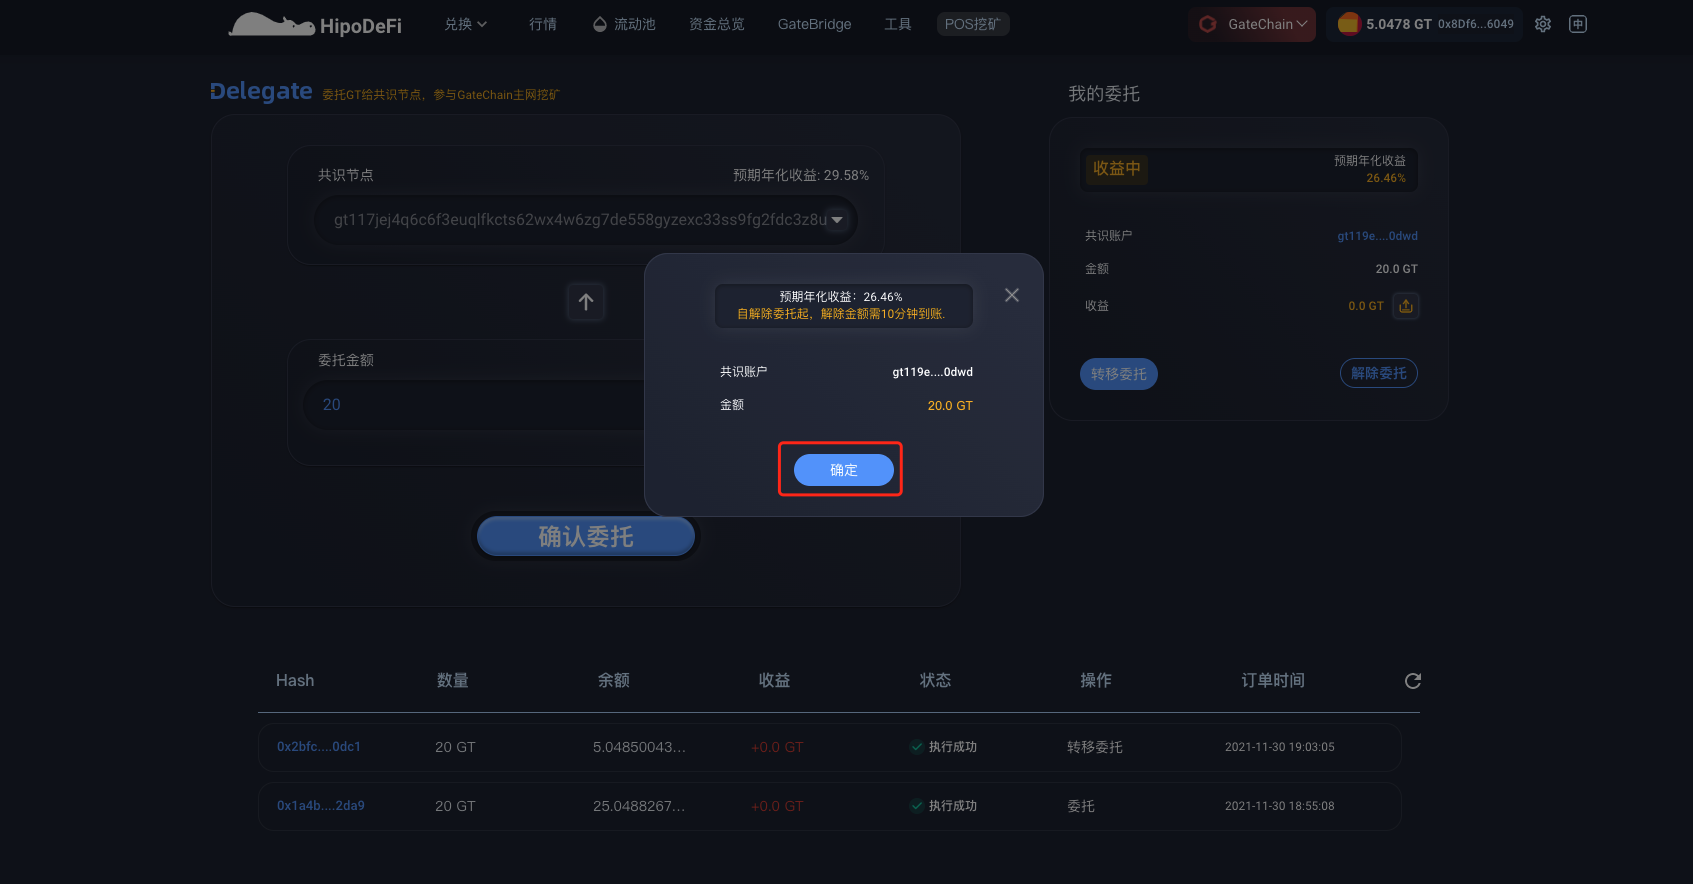 HipoDeFi
兑换
行情
流动池
资金总览
GateBridge
工具
POS挖矿
GateChain
5.0478 GT 0x8Df6...6049
中
Delegate 委托GT给共识节点，参与GateChain主网挖矿
共识节点
预期年化收益: 29.58%
gt117jej4q6c6f3euqlfkcts62wx4w6zg7de558gyzexc33ss9fg2fdc3z8u
委托金额
20
确认委托
我的委托
收益中
预期年化收益
26.46%
共识账户 gt119e....0dwd
金额 20.0 GT
收益 0.0 GT
转移委托
解除委托
预期年化收益：26.46%
自解除委托起，解除金额需10分钟到账.
共识账户 gt119e....0dwd
金额 20.0 GT
确定
Hash 数量 余额 收益 状态 操作 订单时间
0x2bfc....0dc1 20 GT 5.04850043... +0.0 GT 执行成功 转移委托 2021-11-30 19:03:05
0x1a4b....2da9 20 GT 25.0488267... +0.0 GT 执行成功 委托 2021-11-30 18:55:08